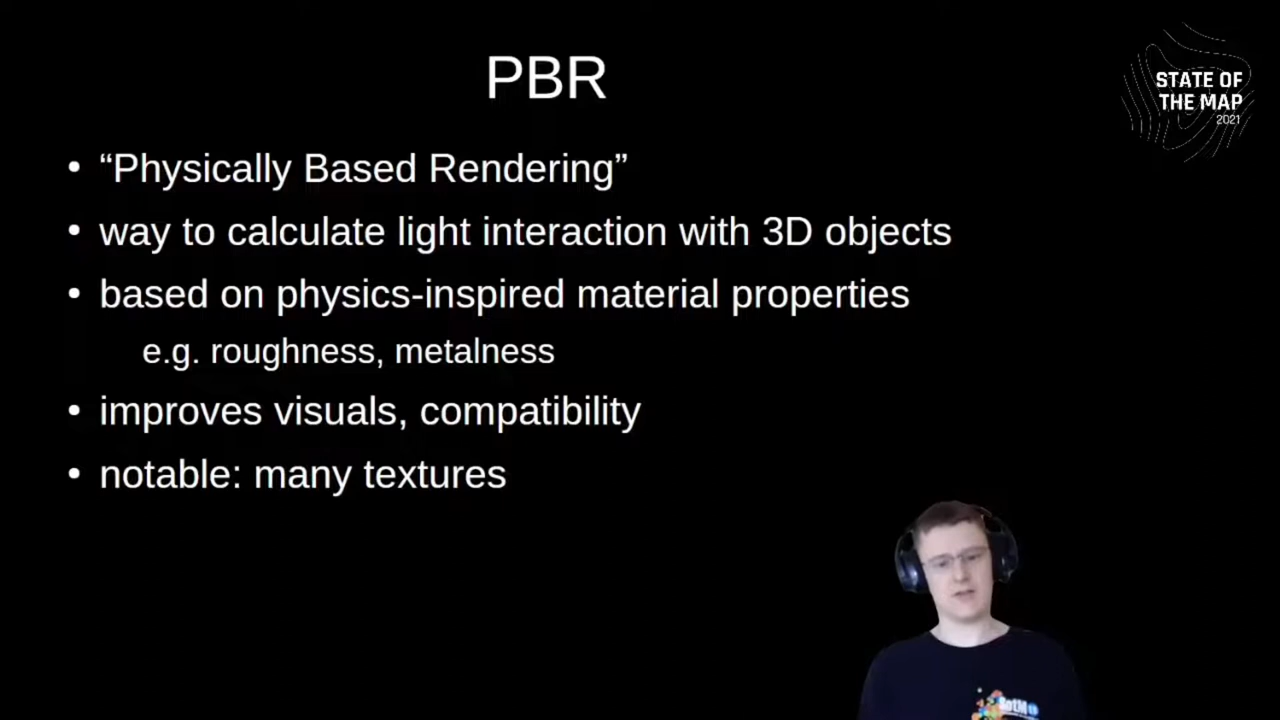 PBR
STATE OF
THE MAP
2021
• “Physically Based Rendering”
• way to calculate light interaction with 3D objects
• based on physics-inspired material properties
e.g. roughness, metalness
• improves visuals, compatibility
• notable: many textures
SotM